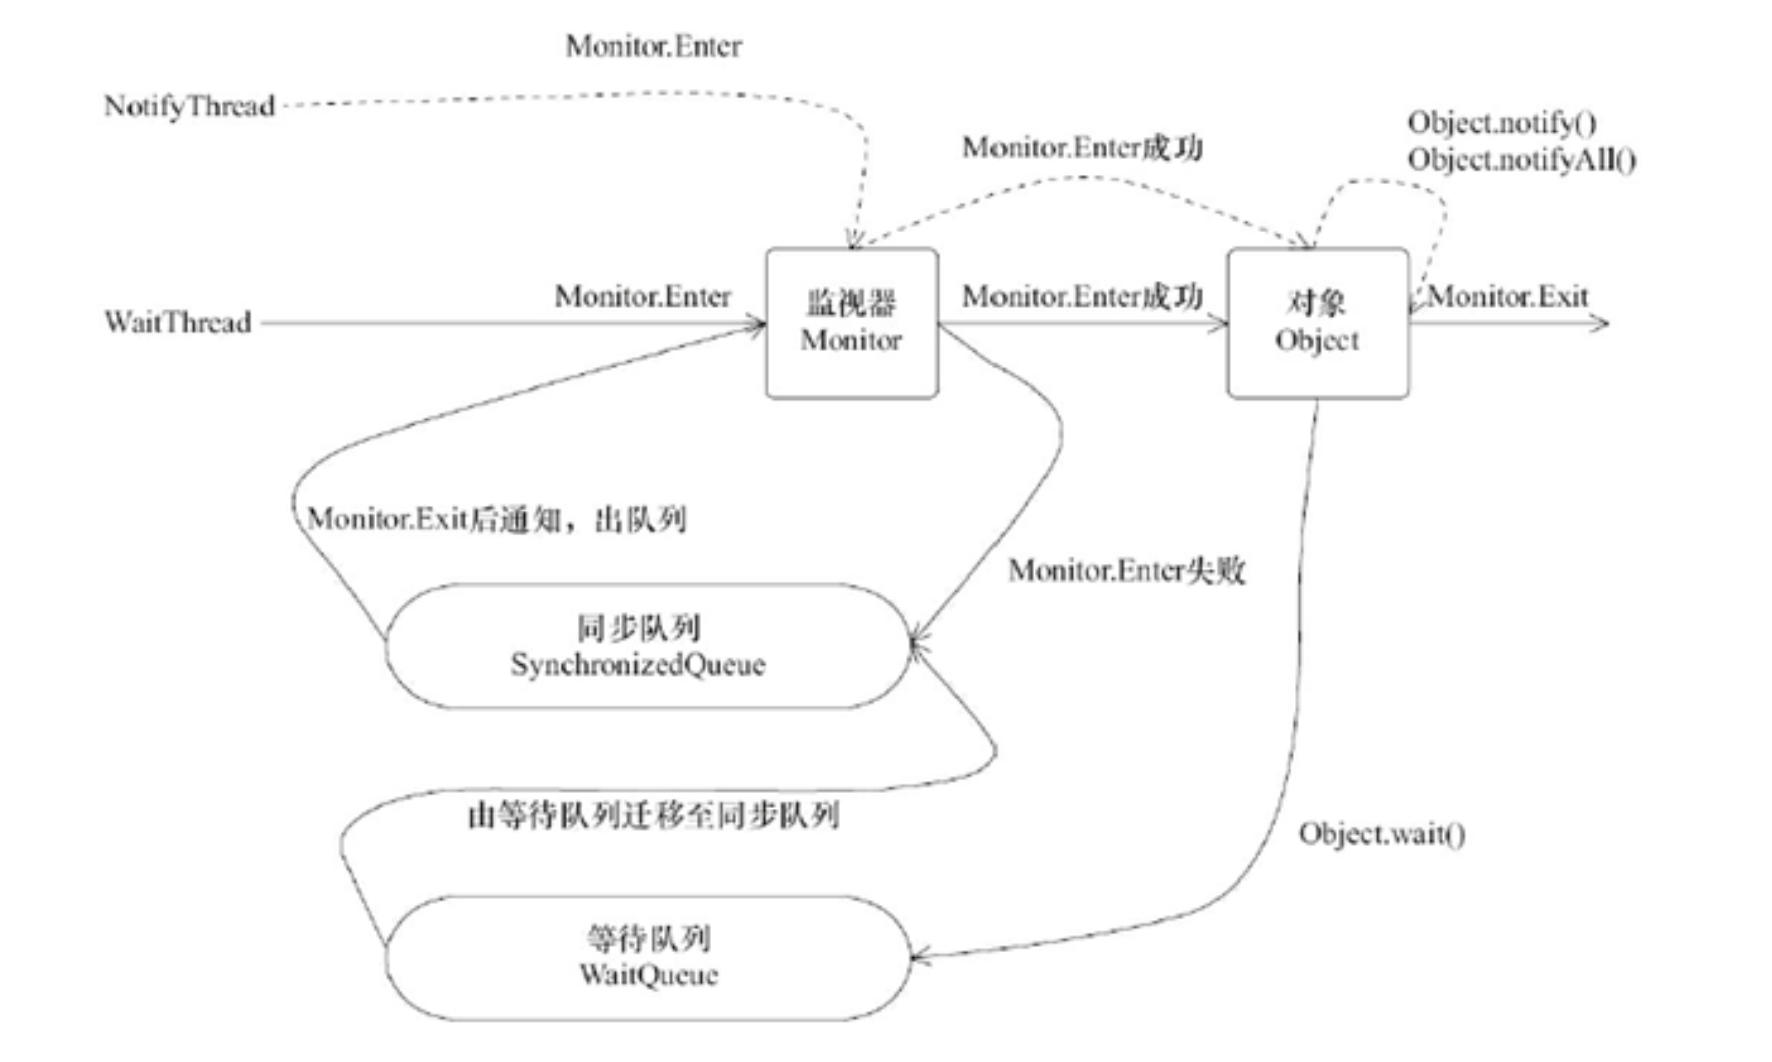 Monitor.Enter
NotifyThread
Object.notify()
Object.notifyAll()
Monitor.Enter成功
WaitThread
Monitor.Enter
监视器
Monitor
Monitor.Enter成功
对象
Object
Monitor.Exit
Monitor.Exit后通知，出队列
Monitor.Enter失败
同步队列
SynchronizedQueue
由等待队列迁移至同步队列
Object.wait()
等待队列
WaitQueue